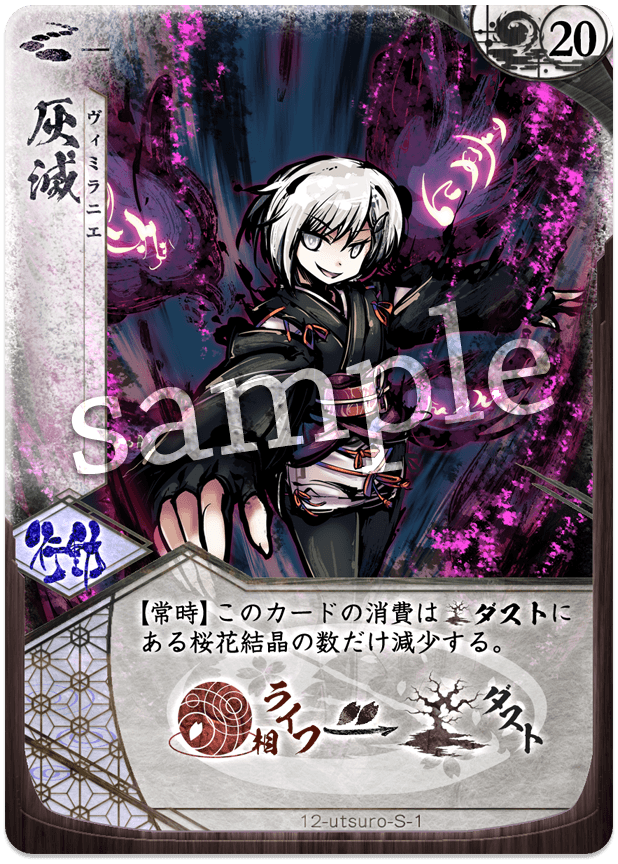 20
灰滅
ヴィミラニエ
sample
行動
【常時】このカードの消費はダストに
ある桜花結晶の数だけ減少する。
相ライフ
ダスト
12-utsuro-S-1